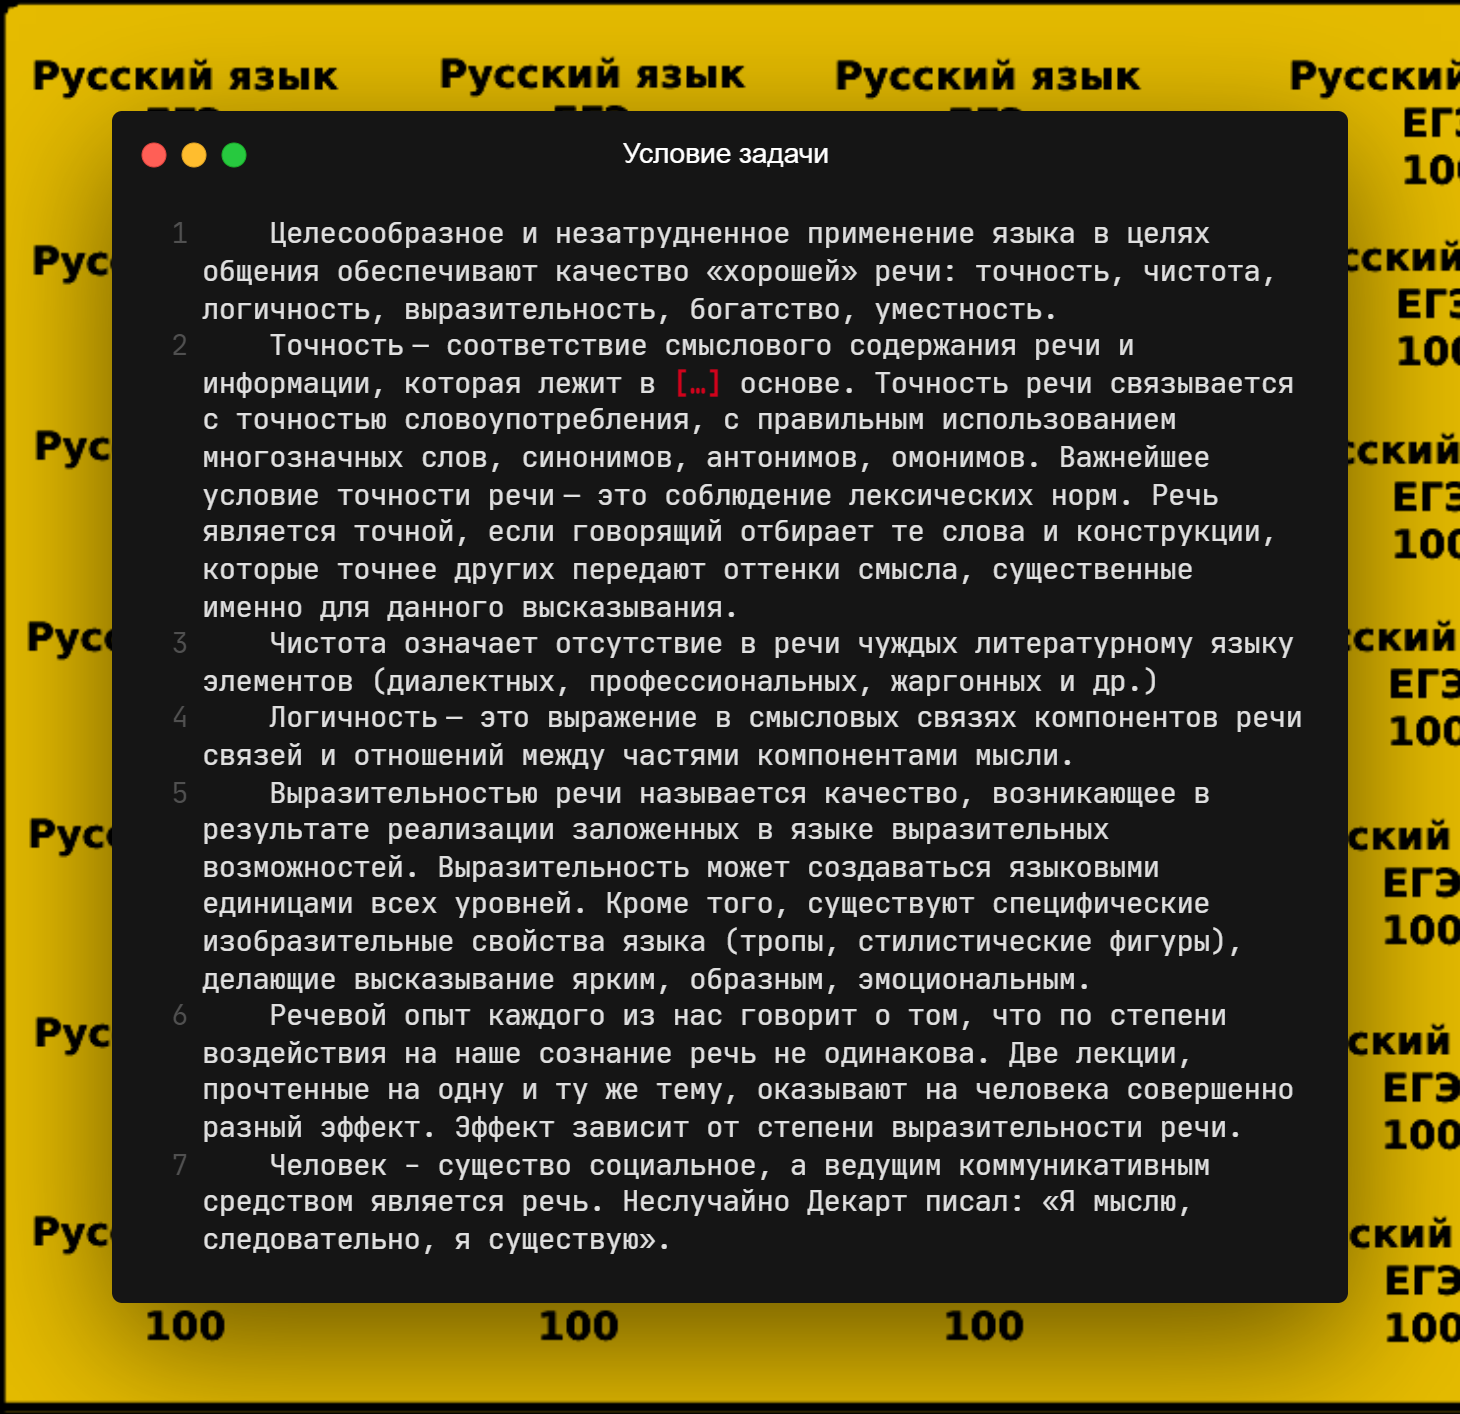 Русский язык Русский язык Русский язык Русский
ЕГЭ
100
Условие задачи
1 Целесообразное и незатрудненное применение языка в целях
общения обеспечивают качество «хорошей» речи: точность, чистота,
логичность, выразительность, богатство, уместность.
2 Точность — соответствие смыслового содержания речи и
информации, которая лежит в […] основе. Точность речи связывается
с точностью словоупотребления, с правильным использованием
многозначных слов, синонимов, антонимов, омонимов. Важнейшее
условие точности речи — это соблюдение лексических норм. Речь
является точной, если говорящий отбирает те слова и конструкции,
которые точнее других передают оттенки смысла, существенные
именно для данного высказывания.
3 Чистота означает отсутствие в речи чуждых литературному языку
элементов (диалектных, профессиональных, жаргонных и др.)
4 Логичность — это выражение в смысловых связях компонентов речи
связей и отношений между частями компонентами мысли.
5 Выразительностью речи называется качество, возникающее в
результате реализации заложенных в языке выразительных
возможностей. Выразительность может создаваться языковыми
единицами всех уровней. Кроме того, существуют специфические
изобразительные свойства языка (тропы, стилистические фигуры),
делающие высказывание ярким, образным, эмоциональным.
6 Речевой опыт каждого из нас говорит о том, что по степени
воздействия на наше сознание речь не одинакова. Две лекции,
прочтенные на одну и ту же тему, оказывают на человека совершенно
разный эффект. Эффект зависит от степени выразительности речи.
7 Человек - существо социальное, а ведущим коммуникативным
средством является речь. Неслучайно Декарт писал: «Я мыслю,
следовательно, я существую».
100 100 100 100